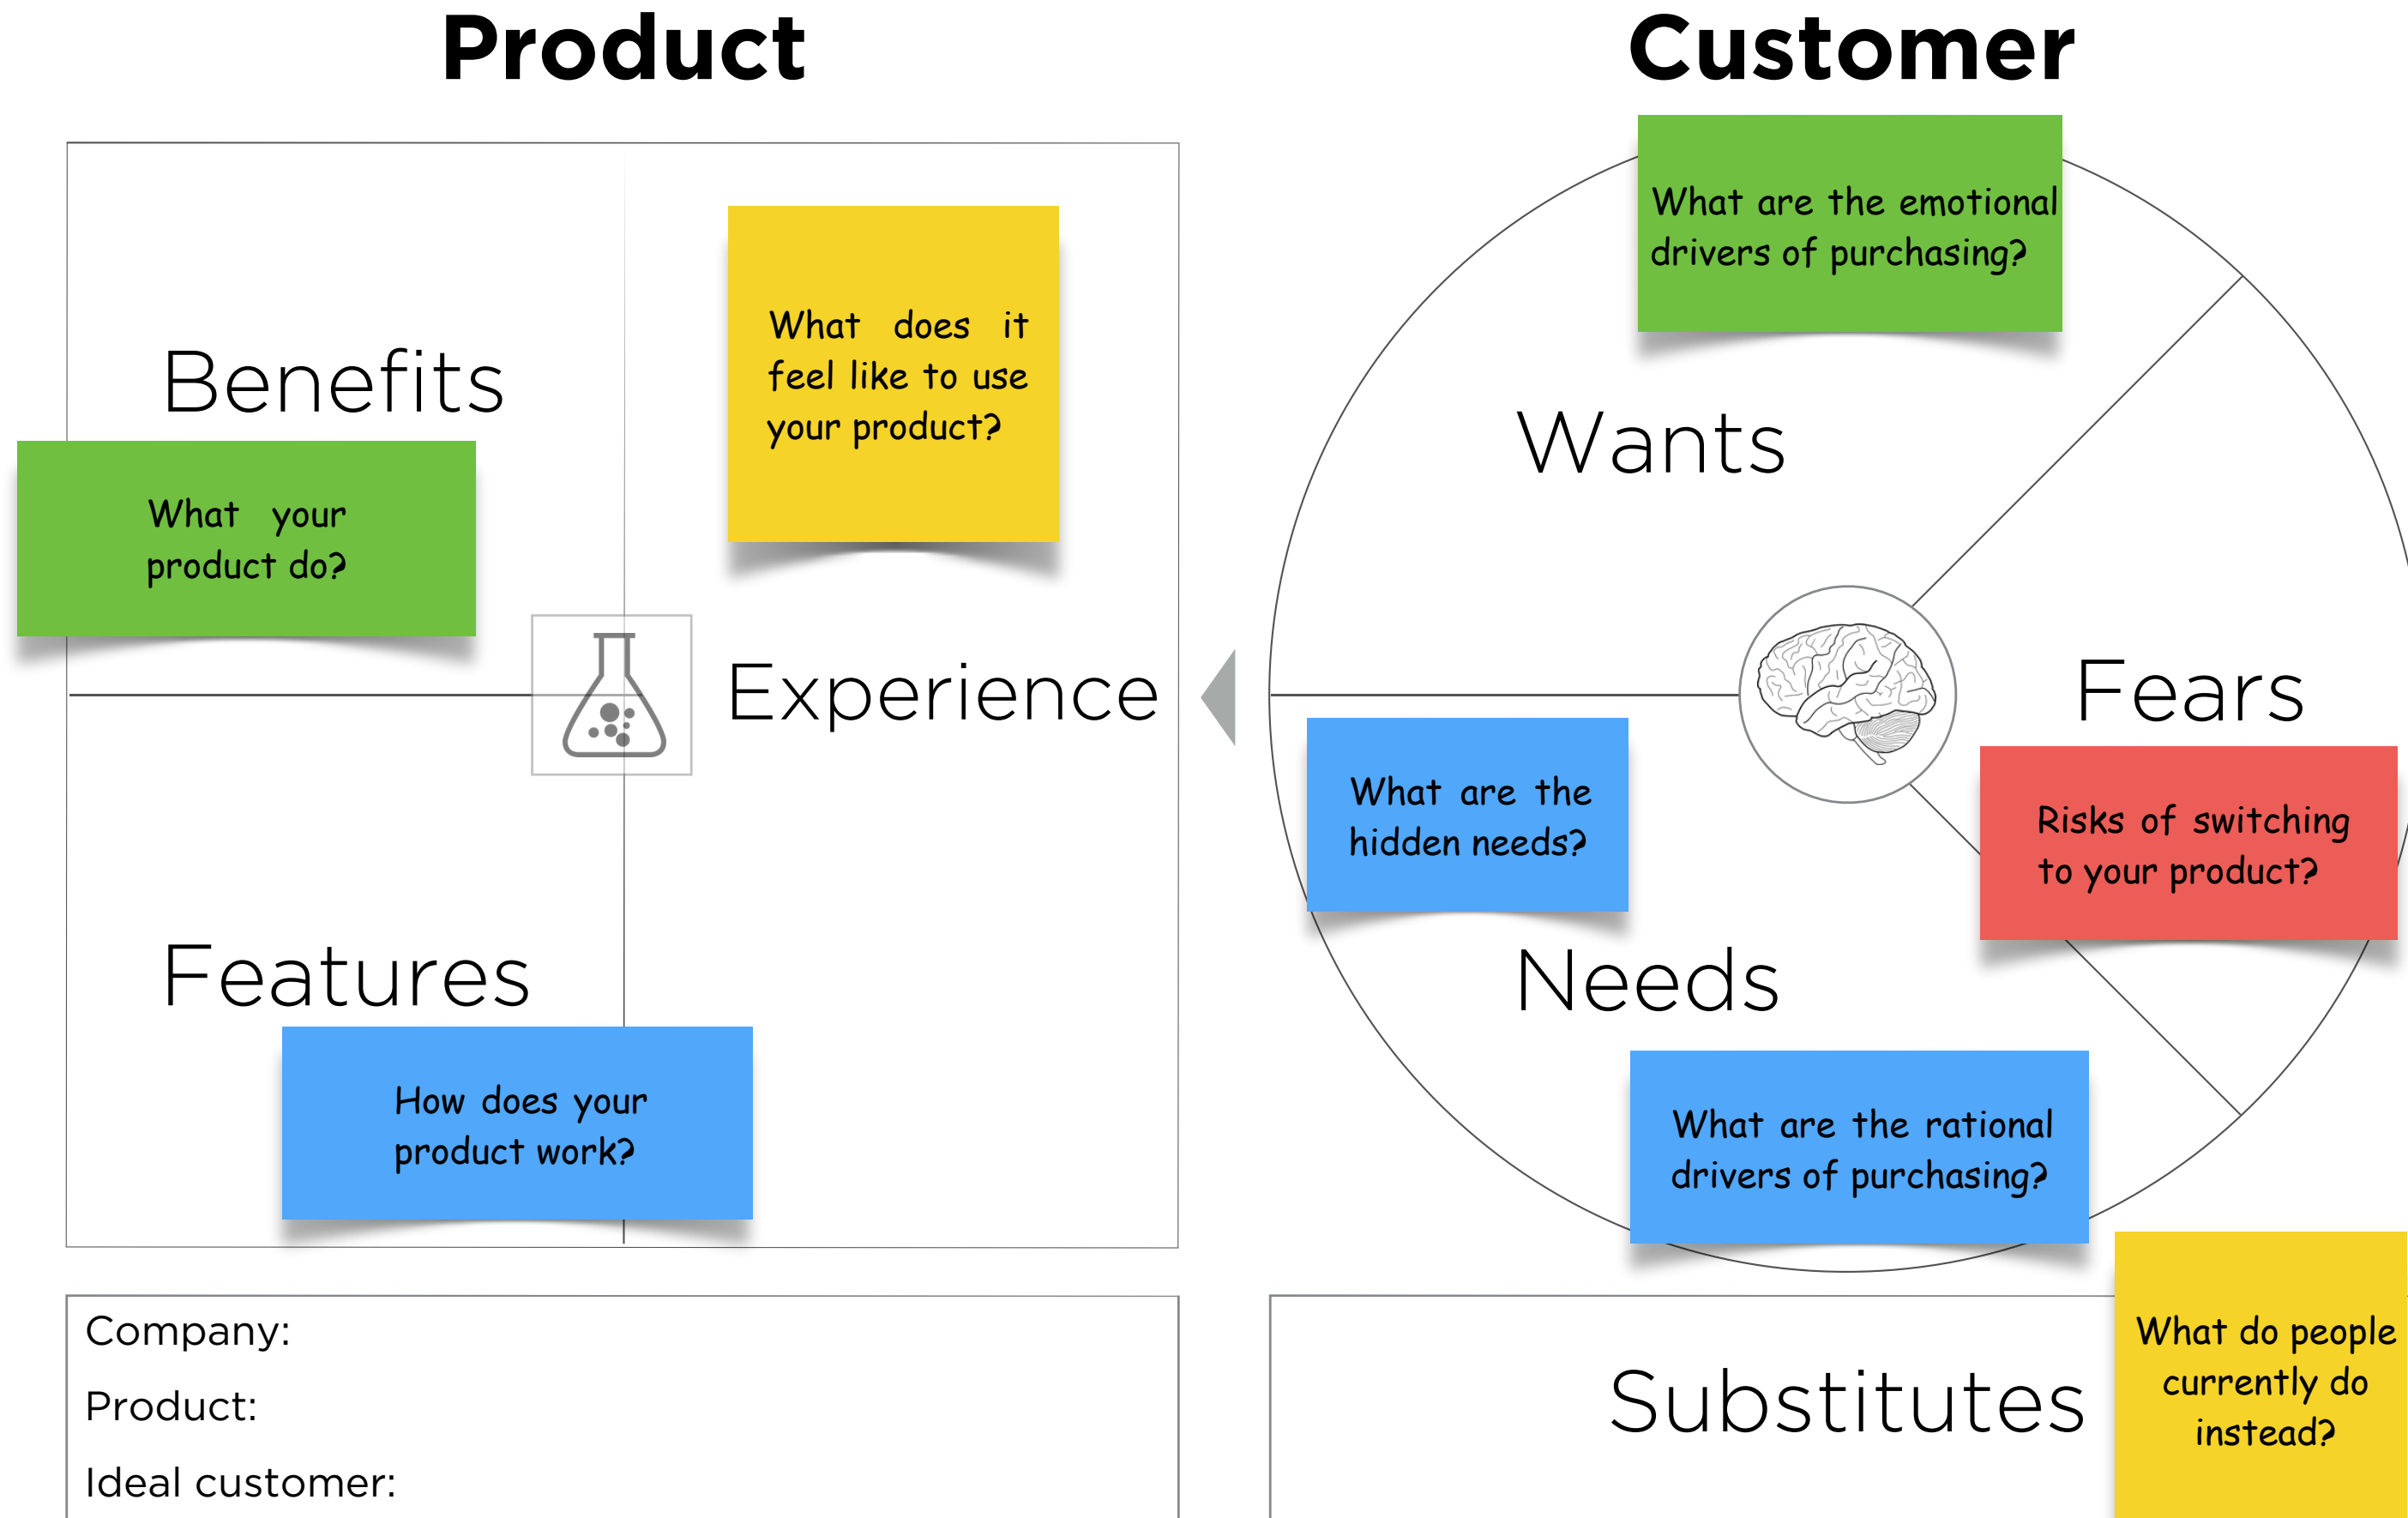 Product
Benefits
What your
product do?
What does it
feel like to use
your product?
Experience
Features
How does your
product work?
Company:
Product:
Ideal customer:
Customer
What are the emotional
drivers of purchasing?
Wants
Fears
Risks of switching
to your product?
What are the
hidden needs?
Needs
What are the rational
drivers of purchasing?
Substitutes
What do people
currently do
instead?